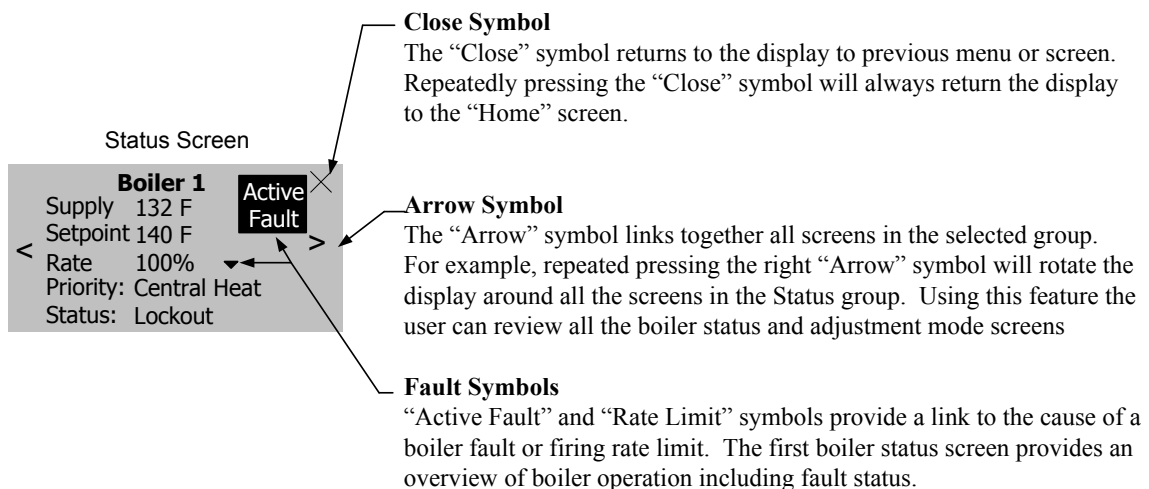 Close Symbol
The “Close” symbol returns to the display to previous menu or screen.
Repeatedly pressing the “Close” symbol will always return the display
to the “Home” screen.
Status Screen
Boiler 1
Active
Fault
Supply 132 F
Setpoint 140 F
< >
Rate 100%
Priority: Central Heat
Status: Lockout
Arrow Symbol
The “Arrow” symbol links together all screens in the selected group.
For example, repeated pressing the right “Arrow” symbol will rotate the
display around all the screens in the Status group. Using this feature the
user can review all the boiler status and adjustment mode screens
Fault Symbols
“Active Fault” and “Rate Limit” symbols provide a link to the cause of a
boiler fault or firing rate limit. The first boiler status screen provides an
overview of boiler operation including fault status.